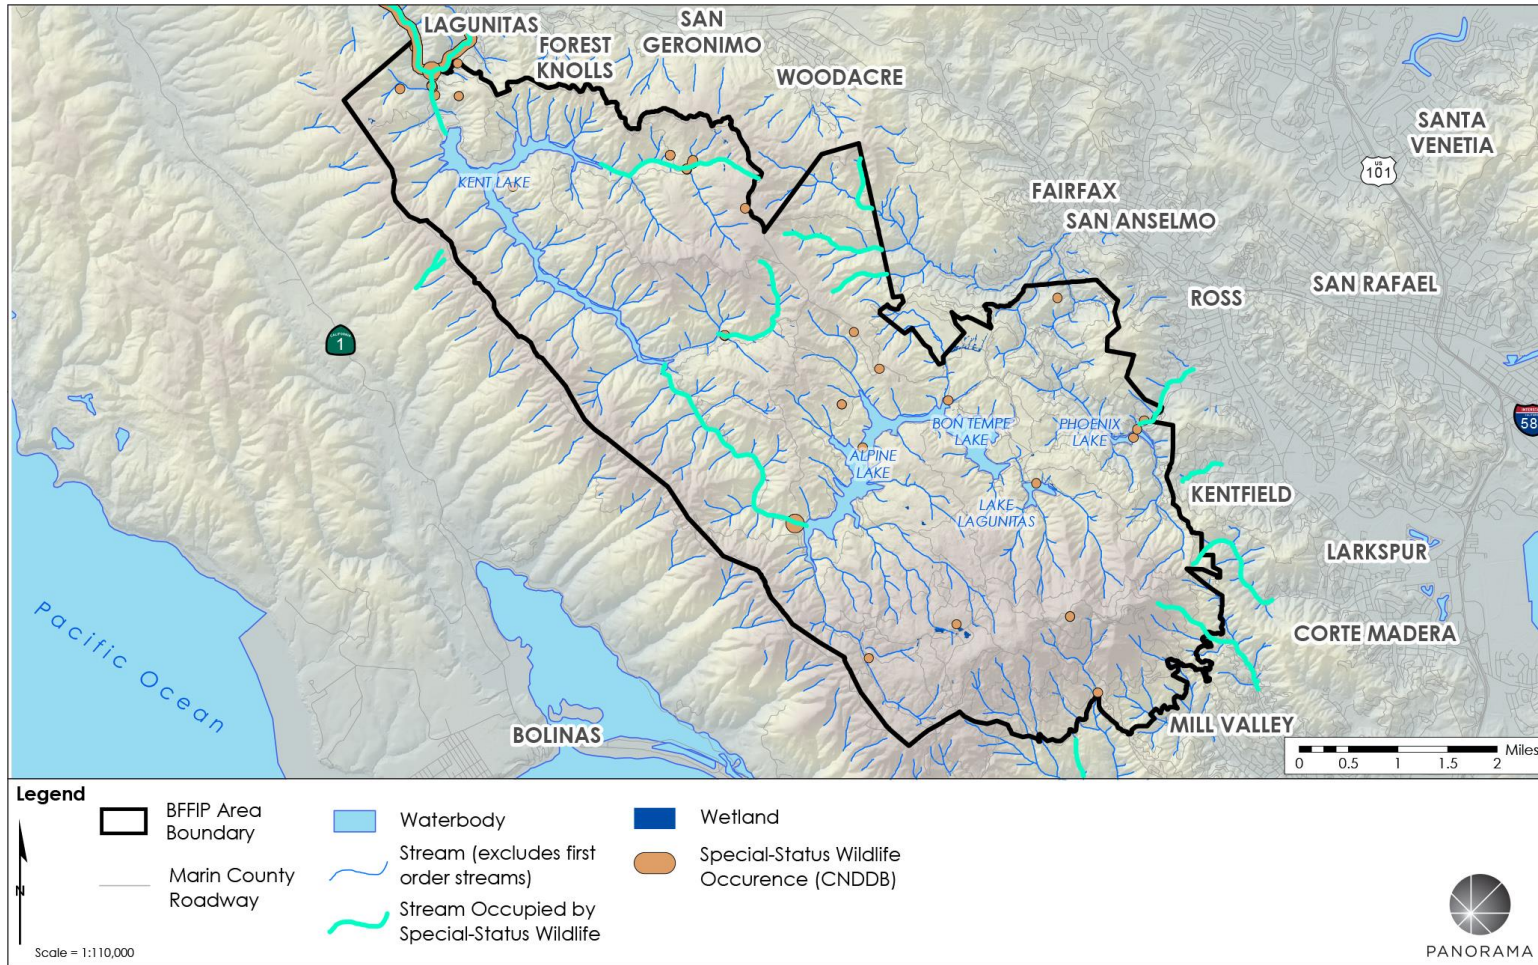 LAGUNITAS
SAN
GERONIMO
FOREST
KNOLLS
WOODACRE
SANTA
VENETIA
US
101
KENT LAKE
FAIRFAX
SAN ANSELMO
SAN RAFAEL
ROSS
CALIFORNIA
1
58
BON TEMPE
LAKE
PHOENIX
LAKE
ALPINE
LAKE
KENTFIELD
LAKE
LAGUNITAS
LARKSPUR
Pacific Ocean
CORTE MADERA
BOLINAS
MILL VALLEY
Miles
0 0.5 1 1.5 2
Legend
BFFIP Area
Boundary
Marin County
Roadway
Waterbody
Stream (excludes first
order streams)
Stream Occupied by
Special-Status Wildlife
Wetland
Special-Status Wildlife
Occurence (CNDDB)
N
Scale = 1:110,000
PANORAMA